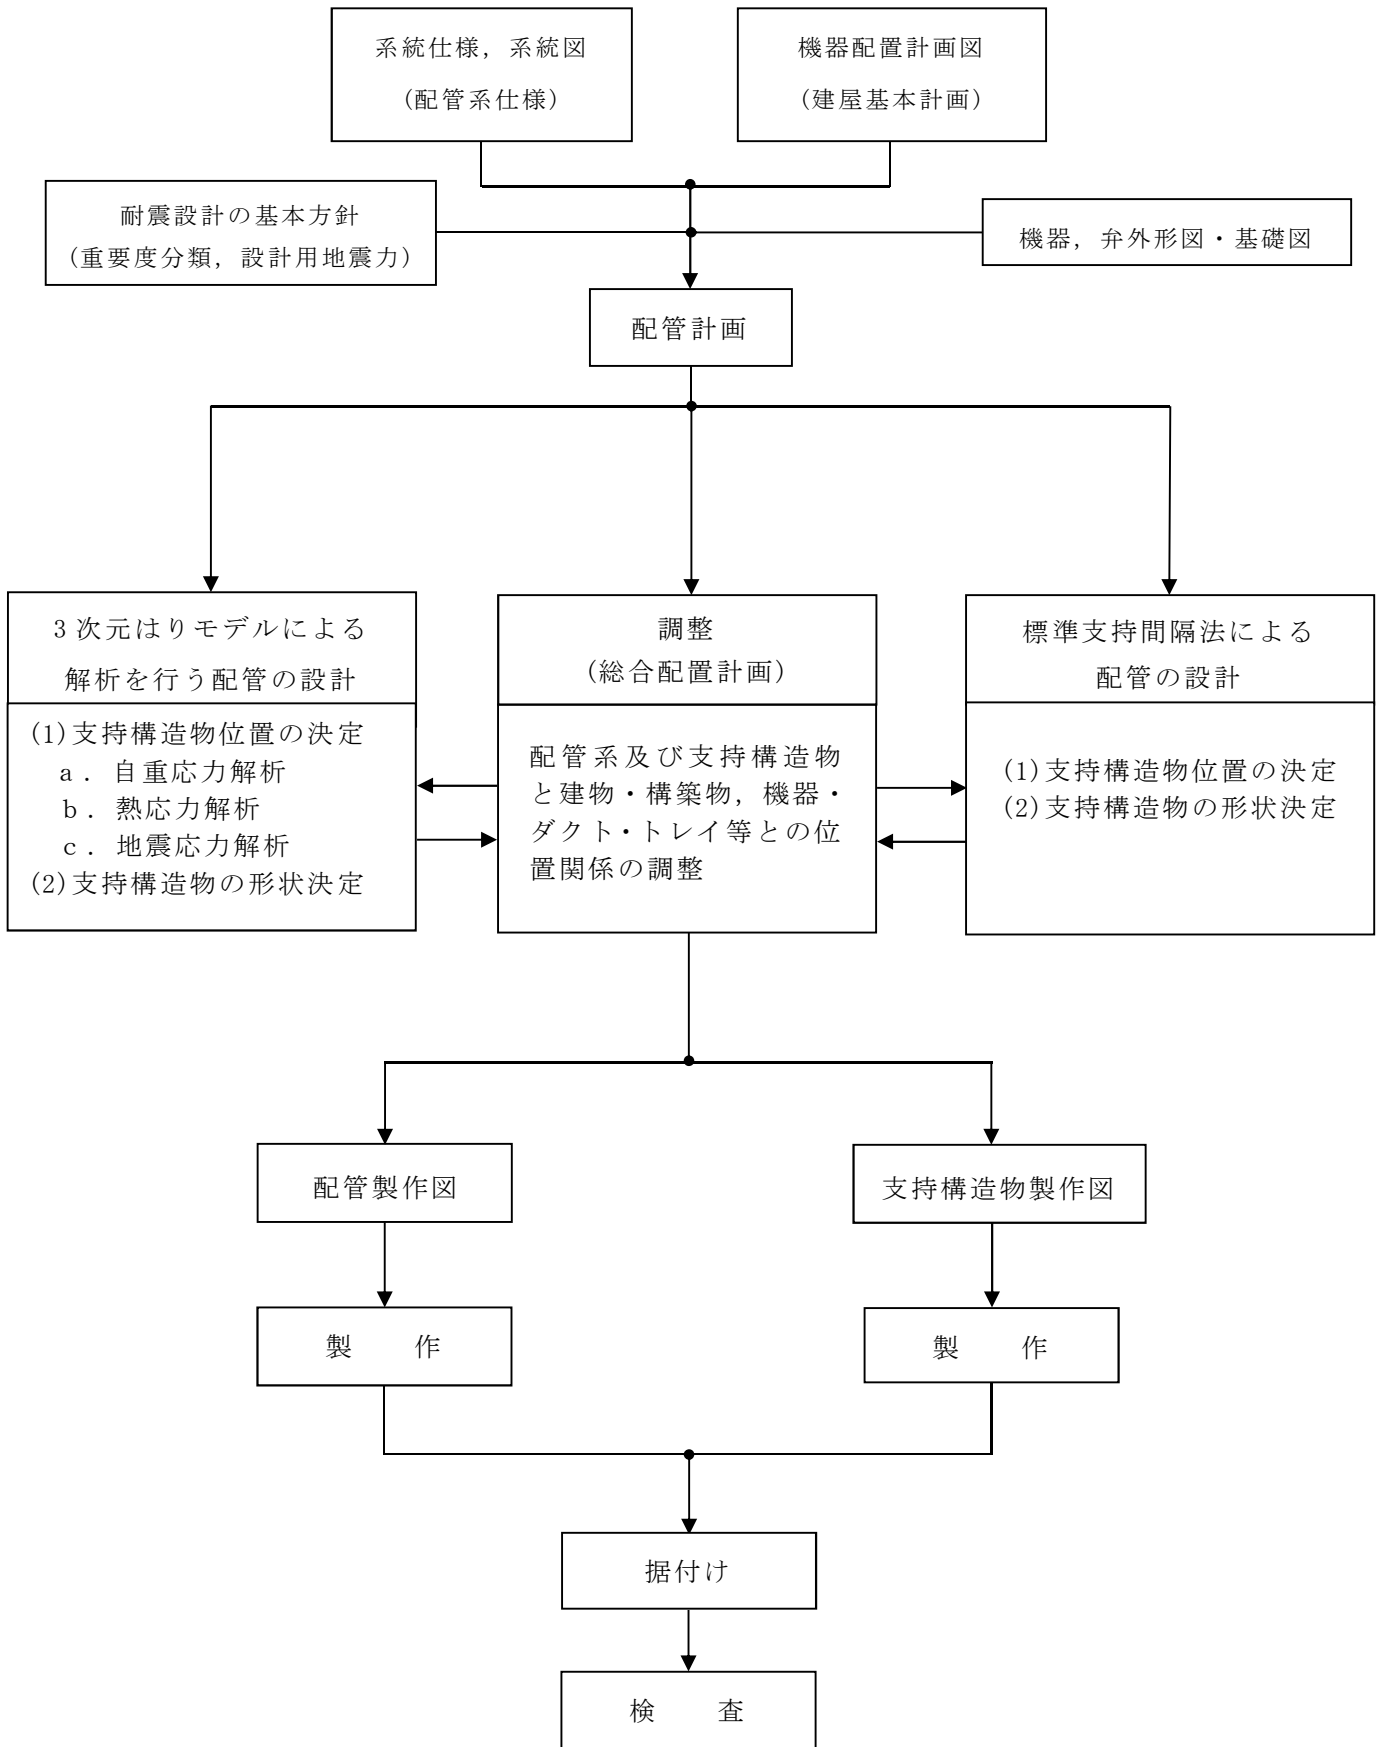 系統仕様，系統図
(配管系仕様)
機器配置計画図
(建屋基本計画)
耐震設計の基本方針
(重要度分類，設計用地震力)
機器，弁外形図・基礎図
配管計画
3次元はりモデルによる
解析を行う配管の設計
(1)支持構造物位置の決定
a．自重応力解析
b．熱応力解析
c．地震応力解析
(2)支持構造物の形状決定
調整
(総合配置計画)
配管系及び支持構造物
と建物・構築物，機器・
ダクト・トレイ等との位
置関係の調整
標準支持間隔法による
配管の設計
(1)支持構造物位置の決定
(2)支持構造物の形状決定
配管製作図
支持構造物製作図
製　　作
製　　作
据付け
検　　査